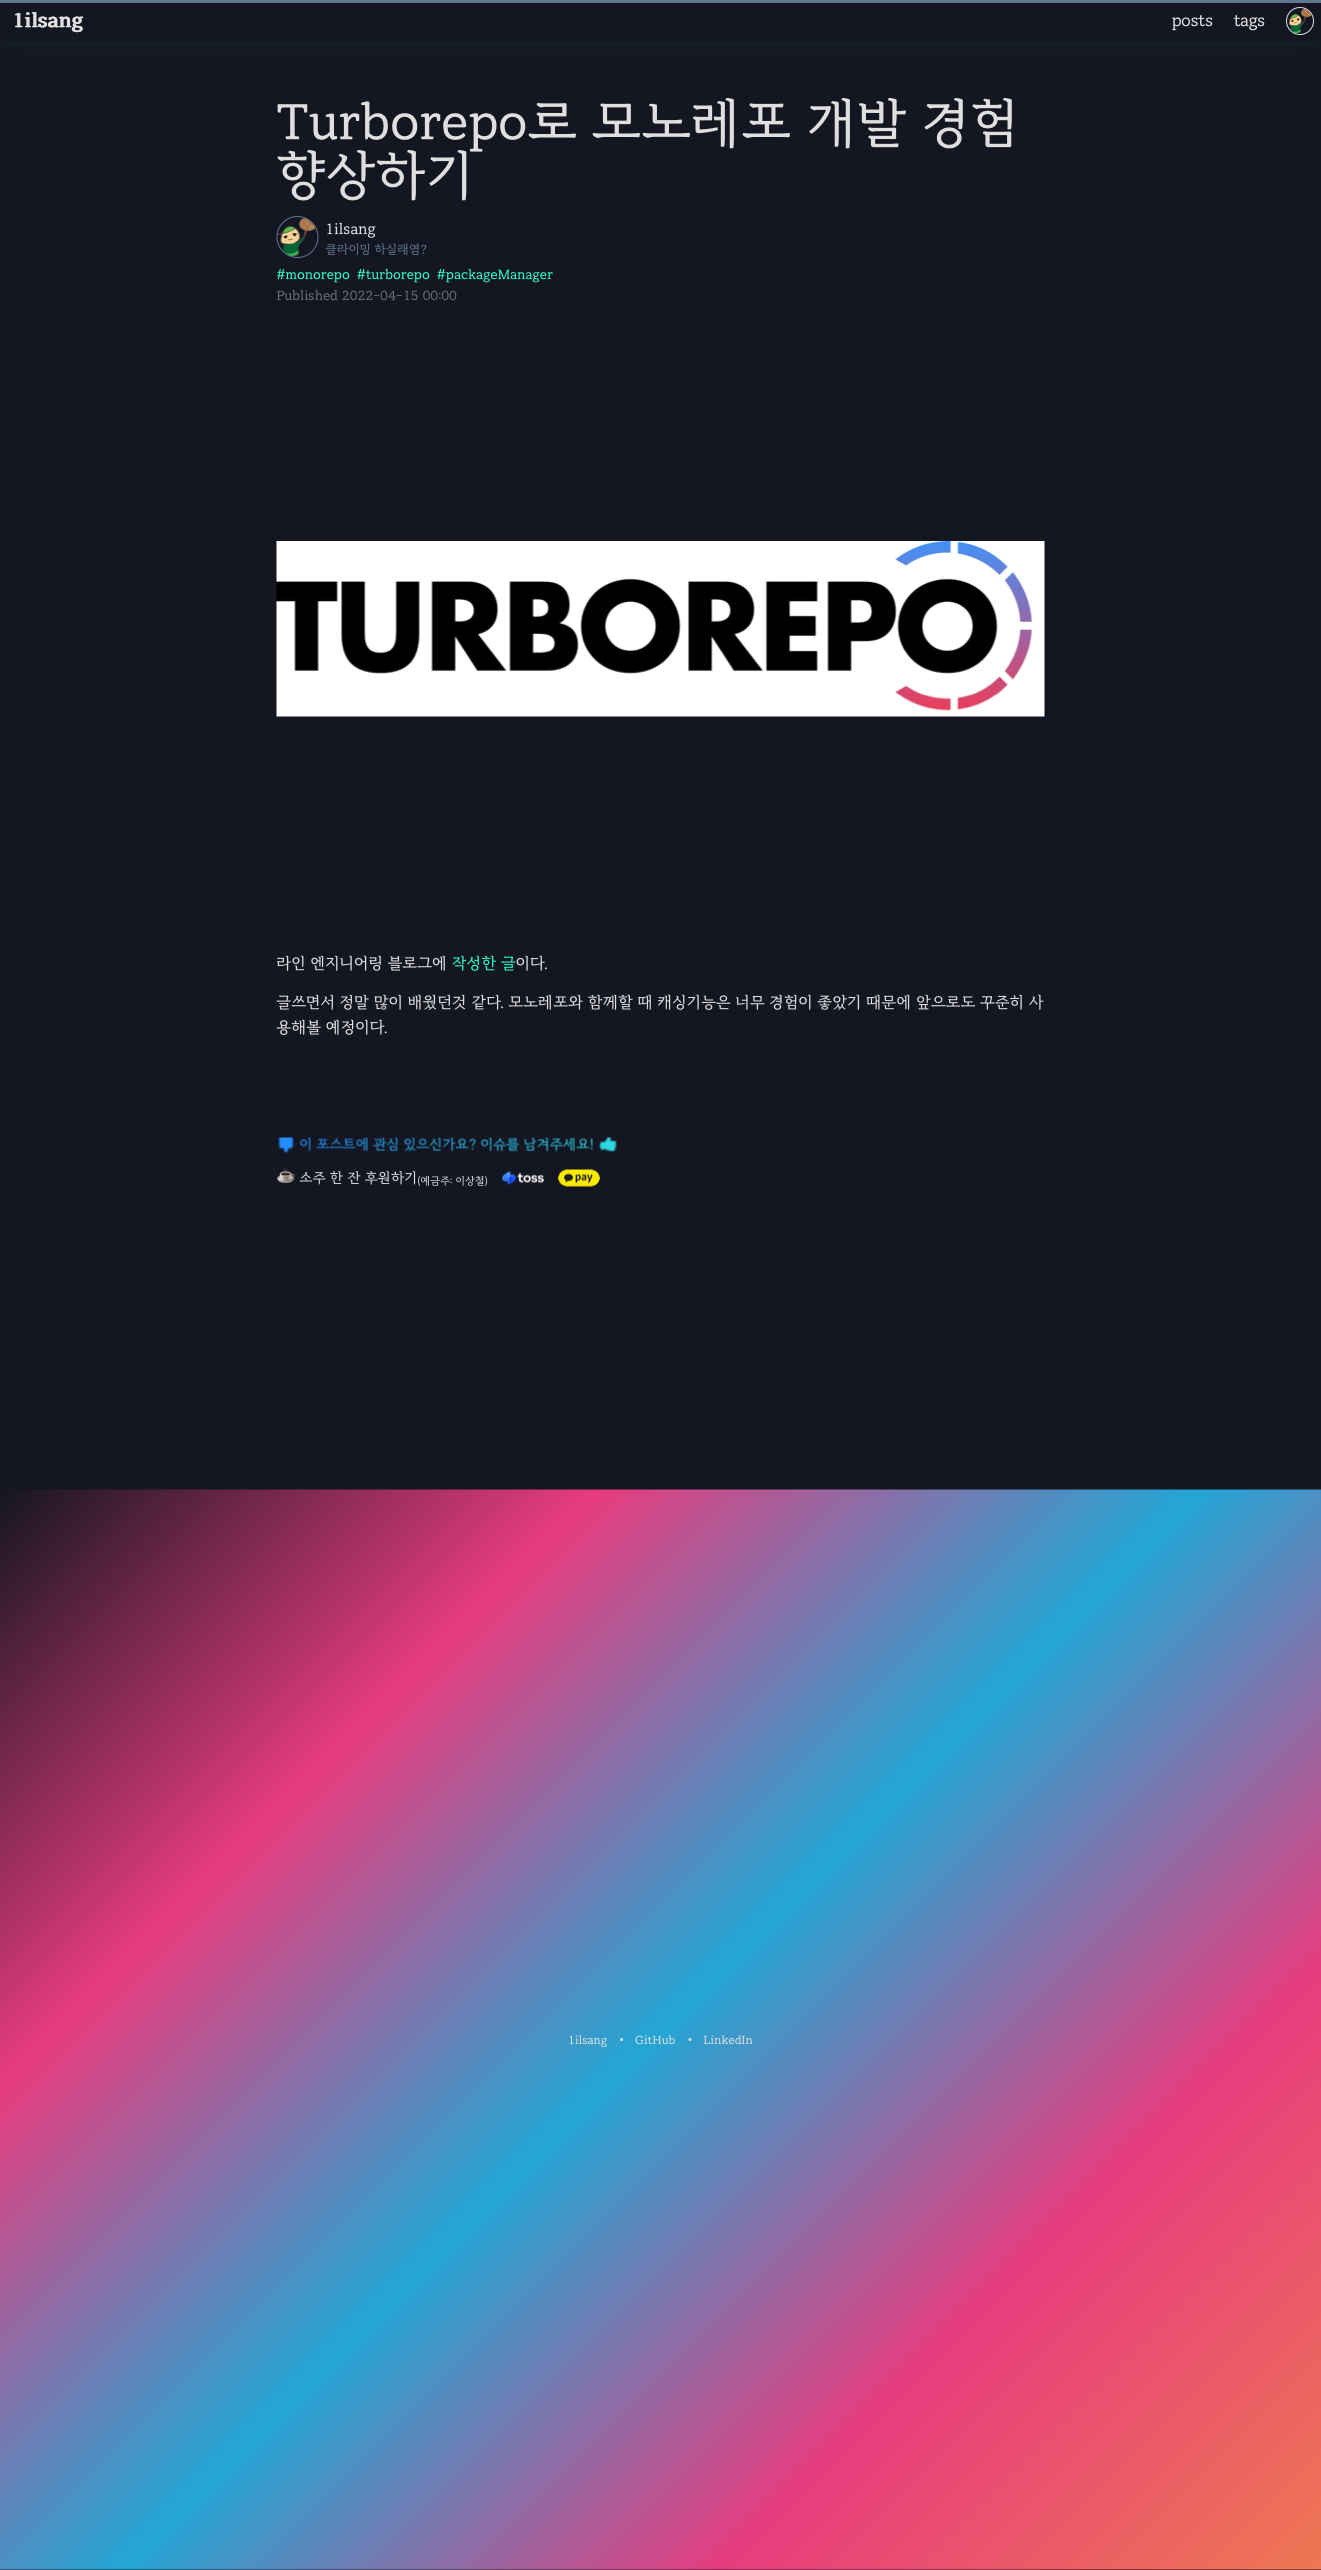 1ilsang
posts tags
Turborepo로 모노레포 개발 경험
향상하기
1ilsang
클라이밍 하실래염?
#monorepo #turborepo #packageManager
Published 2022-04-15 00:00
TURBOREPO
라인 엔지니어링 블로그에 작성한 글이다.
글쓰면서 정말 많이 배웠던것 같다. 모노레포와 함께할 때 캐싱기능은 너무 경험이 좋았기 때문에 앞으로도 꾸준히 사
용해볼 예정이다.
이 포스트에 관심 있으신가요? 이슈를 남겨주세요!
소주 한 잔 후원하기(예금주: 이상철) toss pay
1ilsang • GitHub • LinkedIn